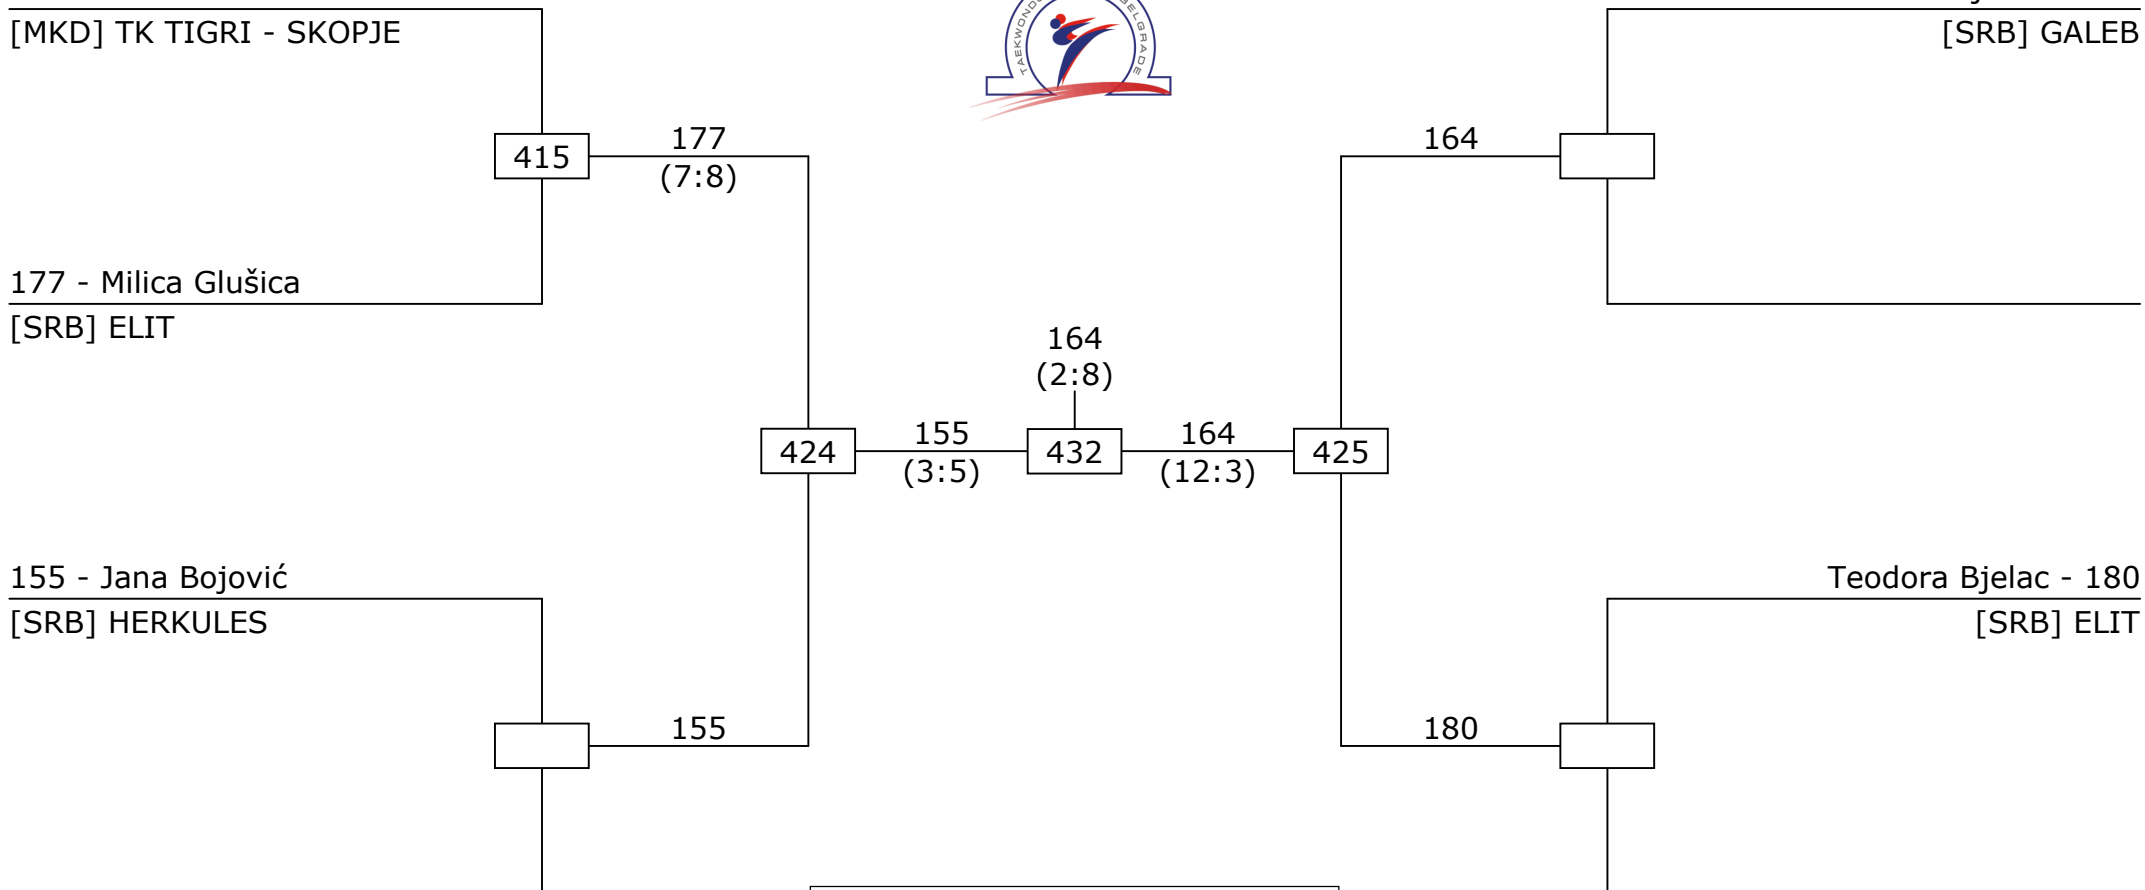 [MKD] TK TIGRI - SKOPJE
[SRB] GALEB
TAEKWONDO
BELGRADE
415
177
(7:8)
164
177 - Milica Glušica
[SRB] ELIT
164
(2:8)
424
155
(3:5)
432
164
(12:3)
425
155 - Jana Bojović
[SRB] HERKULES
Teodora Bjelac - 180
[SRB] ELIT
155
180